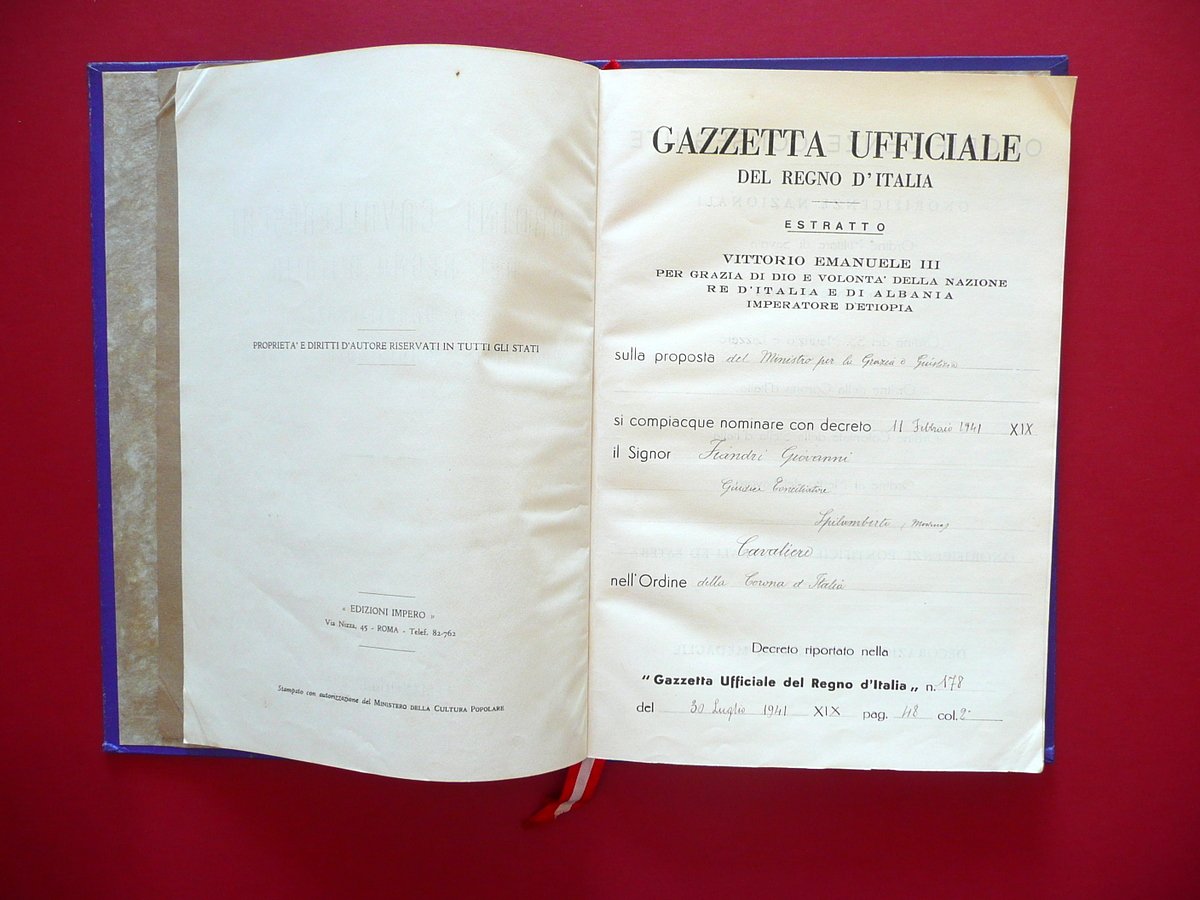 PROPRIETA' E DIRITTI D'AUTORE RISERVATI IN TUTTI GLI STATI
« EDIZIONI IMPERO »
Via Nizza, 45 - ROMA - Telef. 82-762
Stampato con autorizzazione del MINISTERO DELLA CULTURA POPOLARE
GAZZETTA UFFICIALE
DEL REGNO D'ITALIA
ESTRATTO
VITTORIO EMANUELE III
PER GRAZIA DI DIO E VOLONTA' DELLA NAZIONE
RE D'ITALIA E DI ALBANIA
IMPERATORE D'ETIOPIA
sulla proposta del Ministro per la Grazia e Giustizia
si compiacque nominare con decreto 11 Febbraio 1941 XIX
il Signor Fiandri Giovanni
Giudice Conciliatore
Spilamberto (Modena)
Cavaliere
nell'Ordine della Corona d'Italia
Decreto riportato nella
"Gazzetta Ufficiale del Regno d'Italia„ n. 178
del 30 Luglio 1941 XIX pag. 48 col. 2ª